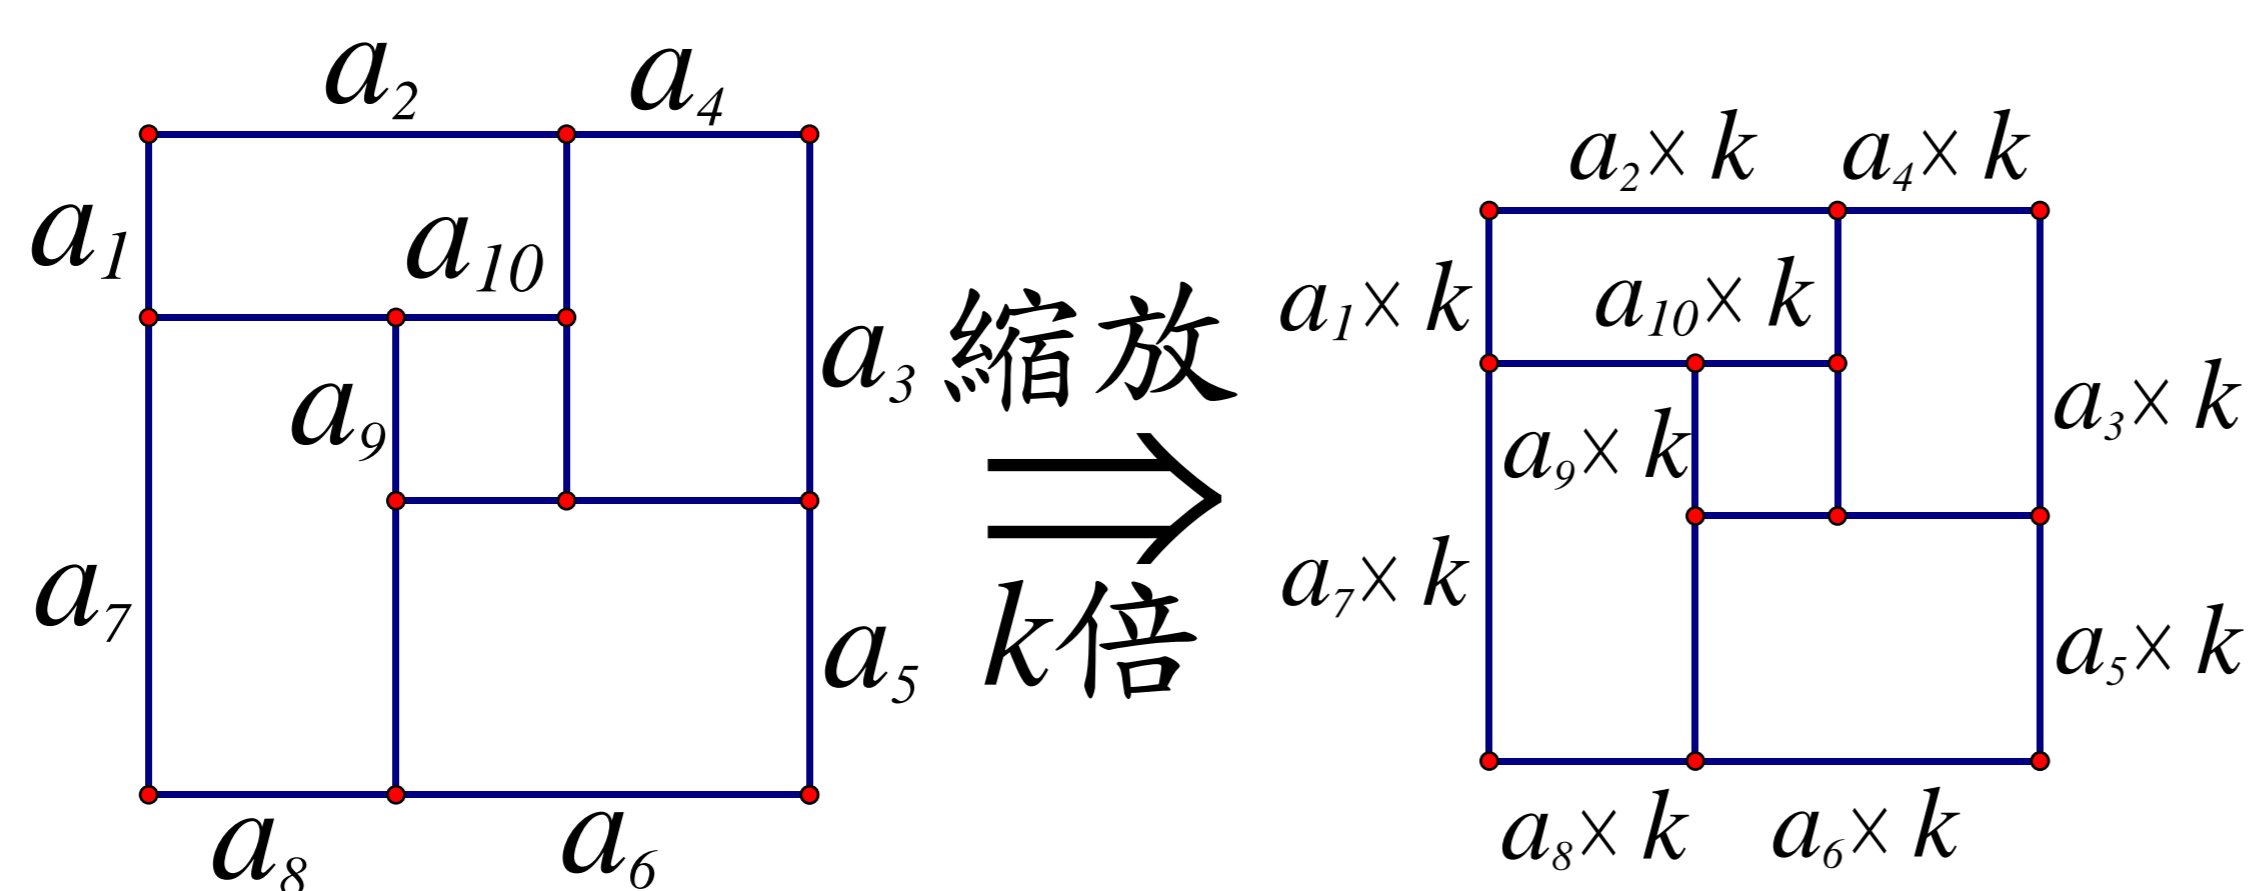 a₂ a₄
a₁ a₁₀
a₉ a₃
a₇ a₅
a₈ a₆
縮放
⇒
k倍
a₂× k a₄× k
a₁× k a₁₀× k
a₉× k a₃× k
a₇× k a₅× k
a₈× k a₆× k